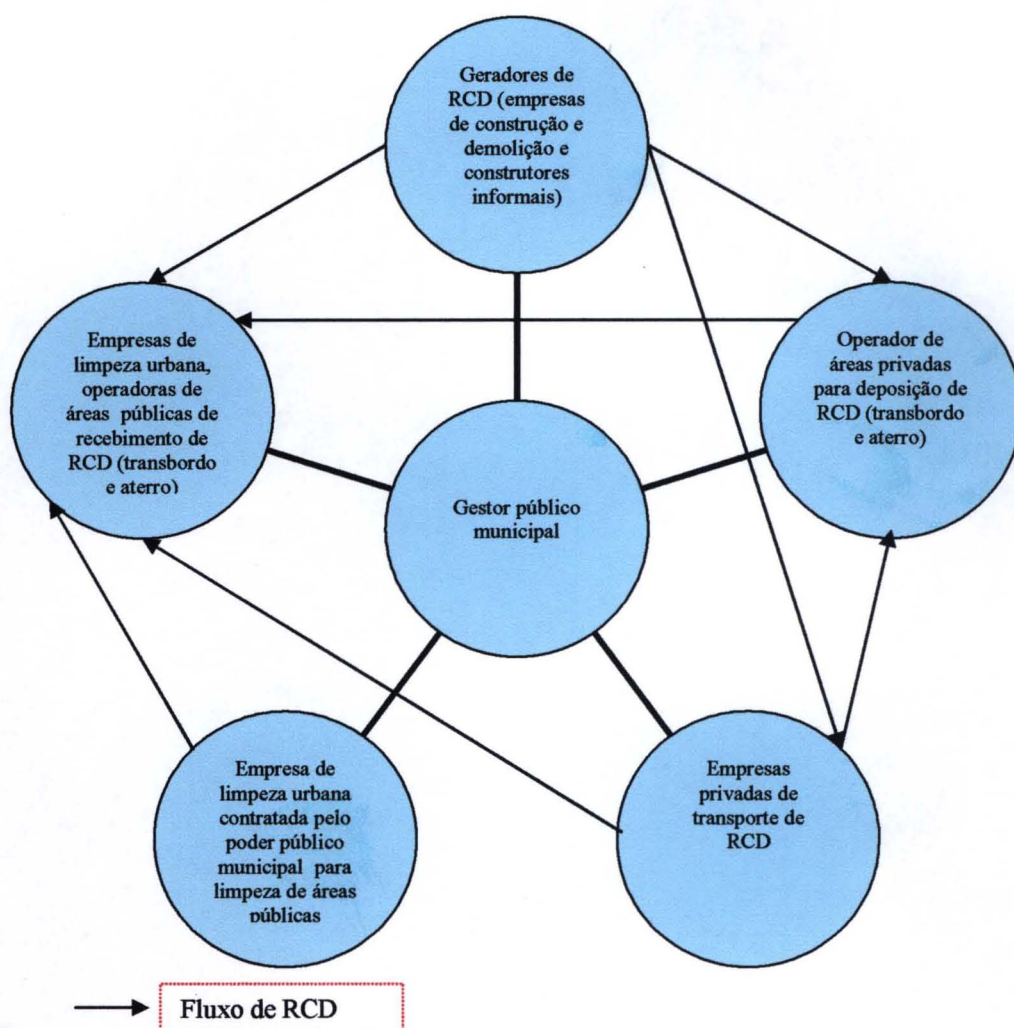 Geradores de
RCD (empresas
de construção e
demolição e
construtores
informais)
Empresas de
limpeza urbana,
operadoras de
áreas públicas de
recebimento de
RCD (transbordo
e aterro)
Operador de
áreas privadas
para deposição de
RCD (transbordo
e aterro)
Gestor público
municipal
Empresa de
limpeza urbana
contratada pelo
poder público
municipal para
limpeza de áreas
públicas
Empresas
privadas de
transporte de
RCD
Fluxo de RCD